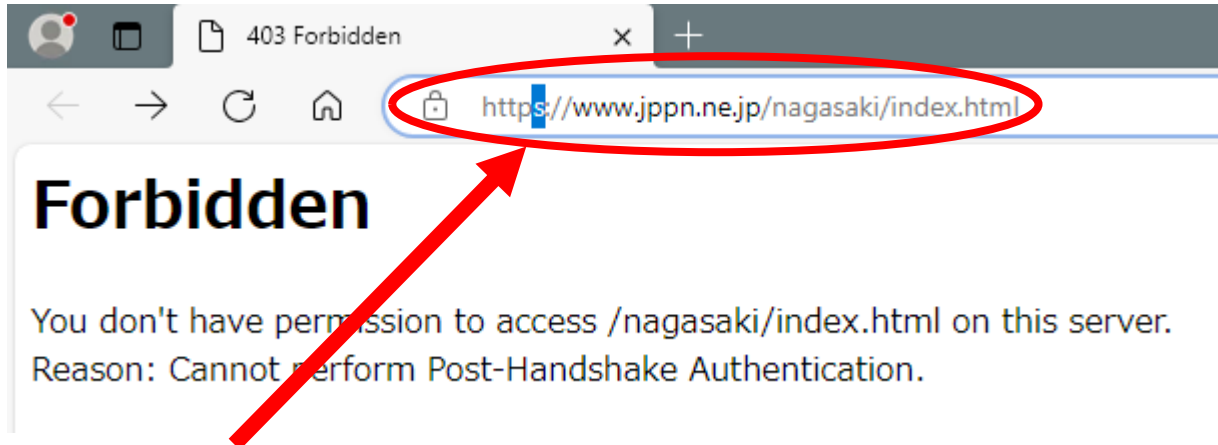 403 Forbidden
https://www.jppn.ne.jp/nagasaki/index.html
Forbidden
You don't have permission to access /nagasaki/index.html on this server.
Reason: Cannot perform Post-Handshake Authentication.